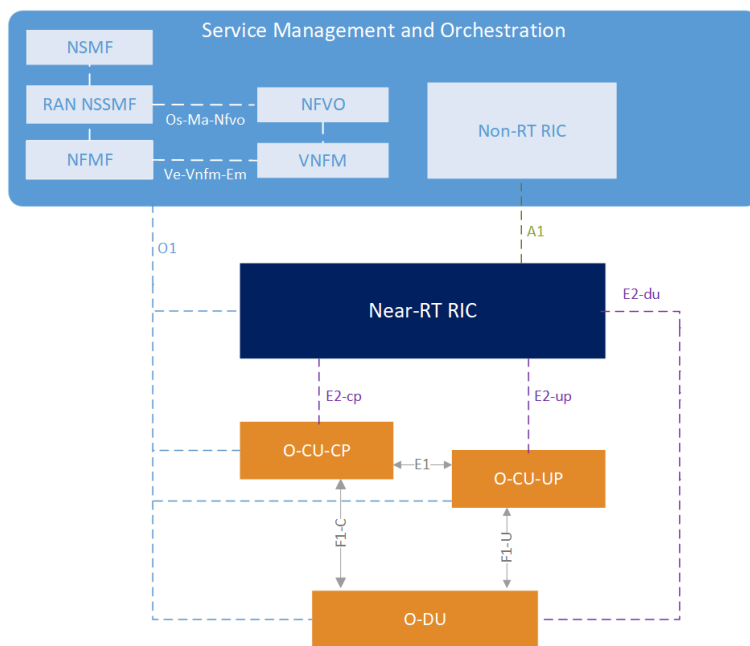 Service Management and Orchestration
NSMF
RAN NSSMF
NFVO
Os-Ma-Nfvo
Non-RT RIC
NFMF
VNFM
Ve-Vnfm-Em
A1
O1
Near-RT RIC
E2-du
E2-cp
E2-up
O-CU-CP
E1
O-CU-UP
F1-C
F1-U
O-DU